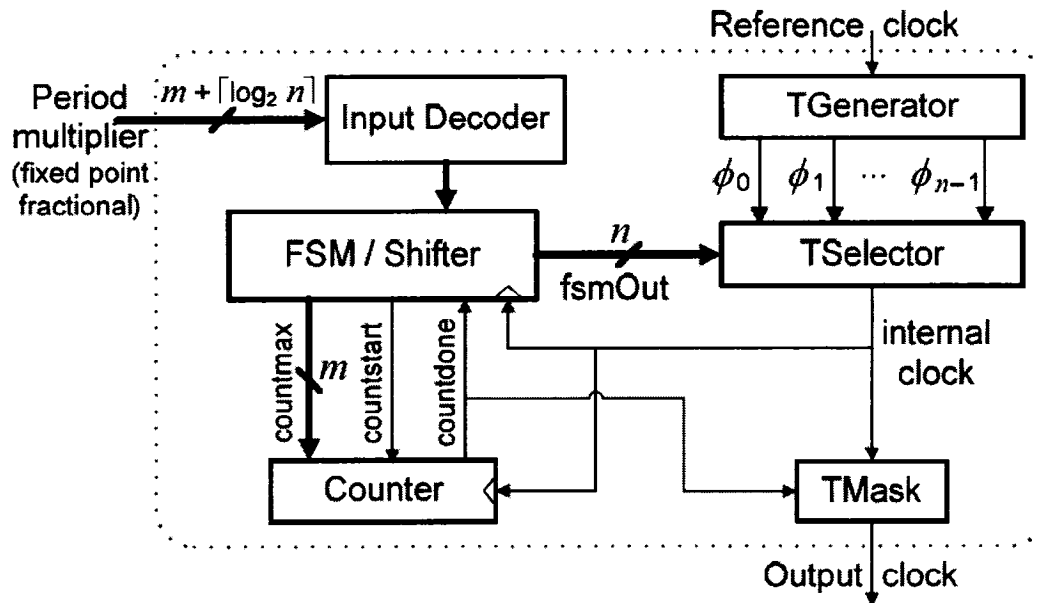 Reference clock
Period
multiplier
(fixed point
fractional)
m + ⌈log₂ n⌉
Input Decoder
TGenerator
ϕ₀ ϕ₁ ... ϕₙ₋₁
FSM / Shifter
n
fsmOut
TSelector
countmax
m
countstart
countdone
internal
clock
Counter
TMask
Output clock